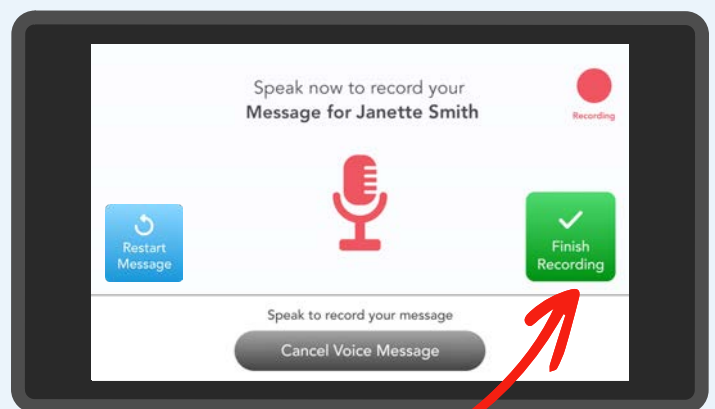 Speak now to record your
Message for Janette Smith
Recording
Restart
Message
Finish
Recording
Speak to record your message
Cancel Voice Message